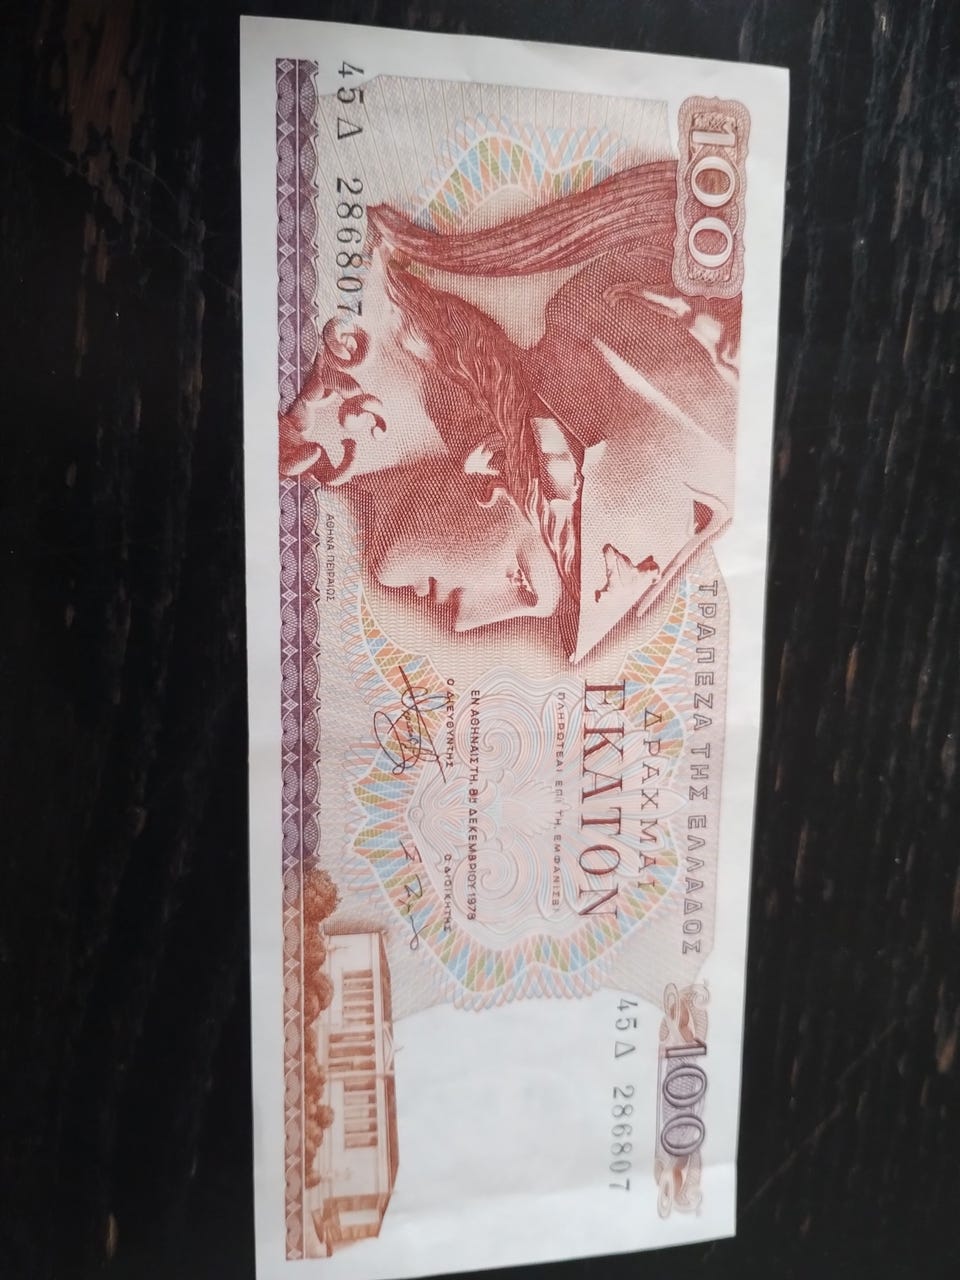 100
ΤΡΑΠΕΖΑ ΤΗΣ ΕΛΛΑΔΟΣ
100
ΔΡΑΧΜΑΙ
ΕΚΑΤΟΝ
45Δ 286807
ΠΛΗΡΩΤΕΑΙ ΕΠΙ ΤΗ ΕΜΦΑΝΙΣΕΙ
ΕΝ ΑΘΗΝΑΙΣ ΤΗ, 8η ΔΕΚΕΜΒΡΙΟΥ 1978
Ο ΔΙΕΥΘΥΝΤΗΣ
Ο ΔΙΟΙΚΗΤΗΣ
45Δ 286807
ΑΘΗΝΑ ΠΕΙΡΑΙΩΣ